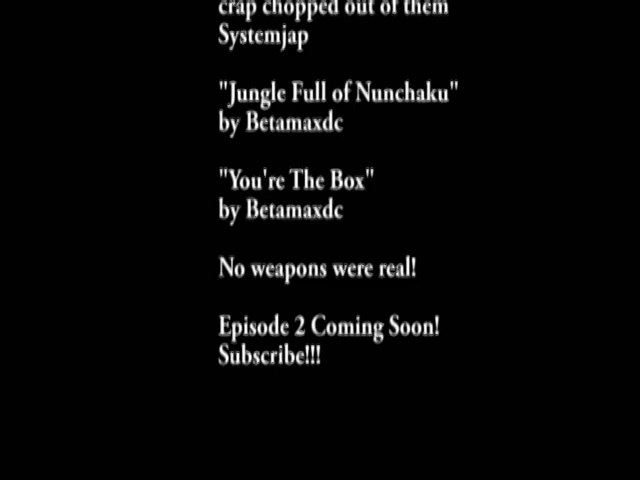 crap chopped out of them
Systemjap
"Jungle Full of Nunchaku"
by Betamaxdc
"You're The Box"
by Betamaxdc
No weapons were real!
Episode 2 Coming Soon!
Subscribe!!!